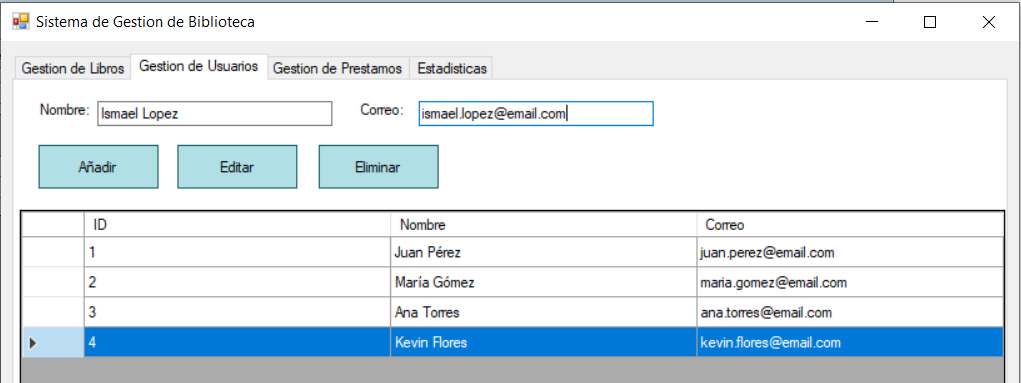 Sistema de Gestion de Biblioteca
Gestion de Libros Gestion de Usuarios Gestion de Prestamos Estadisticas
Nombre: Ismael Lopez Correo: ismael.lopez@email.com
Añadir Editar Eliminar
ID Nombre Correo
1 Juan Pérez juan.perez@email.com
2 María Gómez maria.gomez@email.com
3 Ana Torres ana.torres@email.com
4 Kevin Flores kevin.flores@email.com